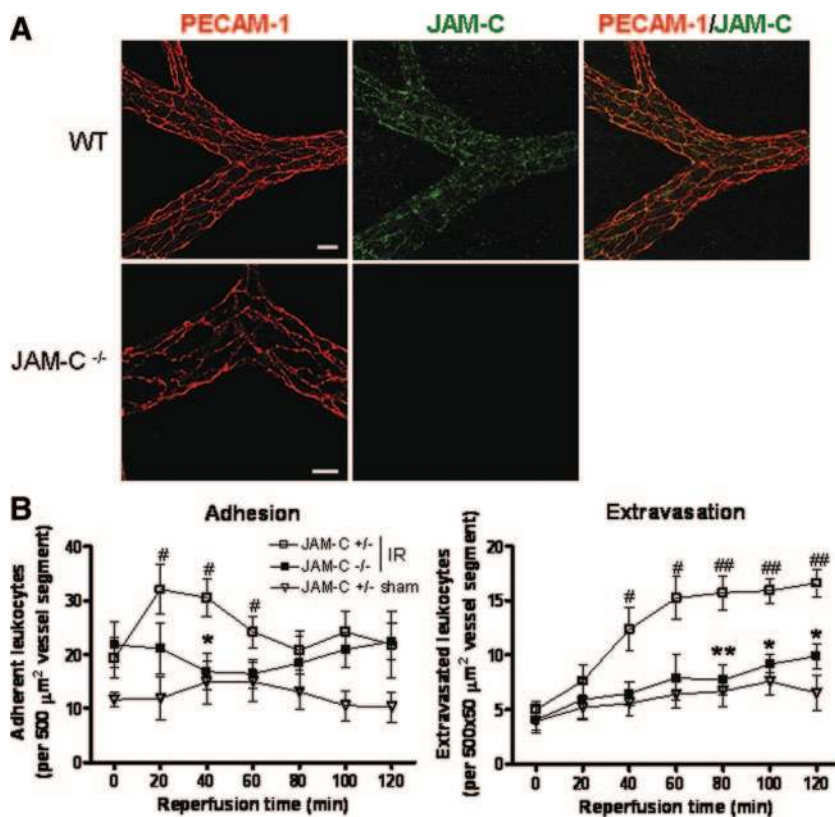 A
PECAM-1 JAM-C PECAM-1/JAM-C
WT
JAM-C -/-
B
Adhesion
JAM-C +/-
JAM-C -/-
IR
JAM-C +/- sham
#
#
#
*
Adherent leukocytes
(per 500 µm2 vessel segment)
40
30
20
10
0
0 20 40 60 80 100 120
Reperfusion time (min)
Extravasation
#
#
##
##
##
**
*
*
Extravasated leukocytes
(per 500x50 µm2 vessel segment)
20
15
10
5
0
0 20 40 60 80 100 120
Reperfusion time (min)